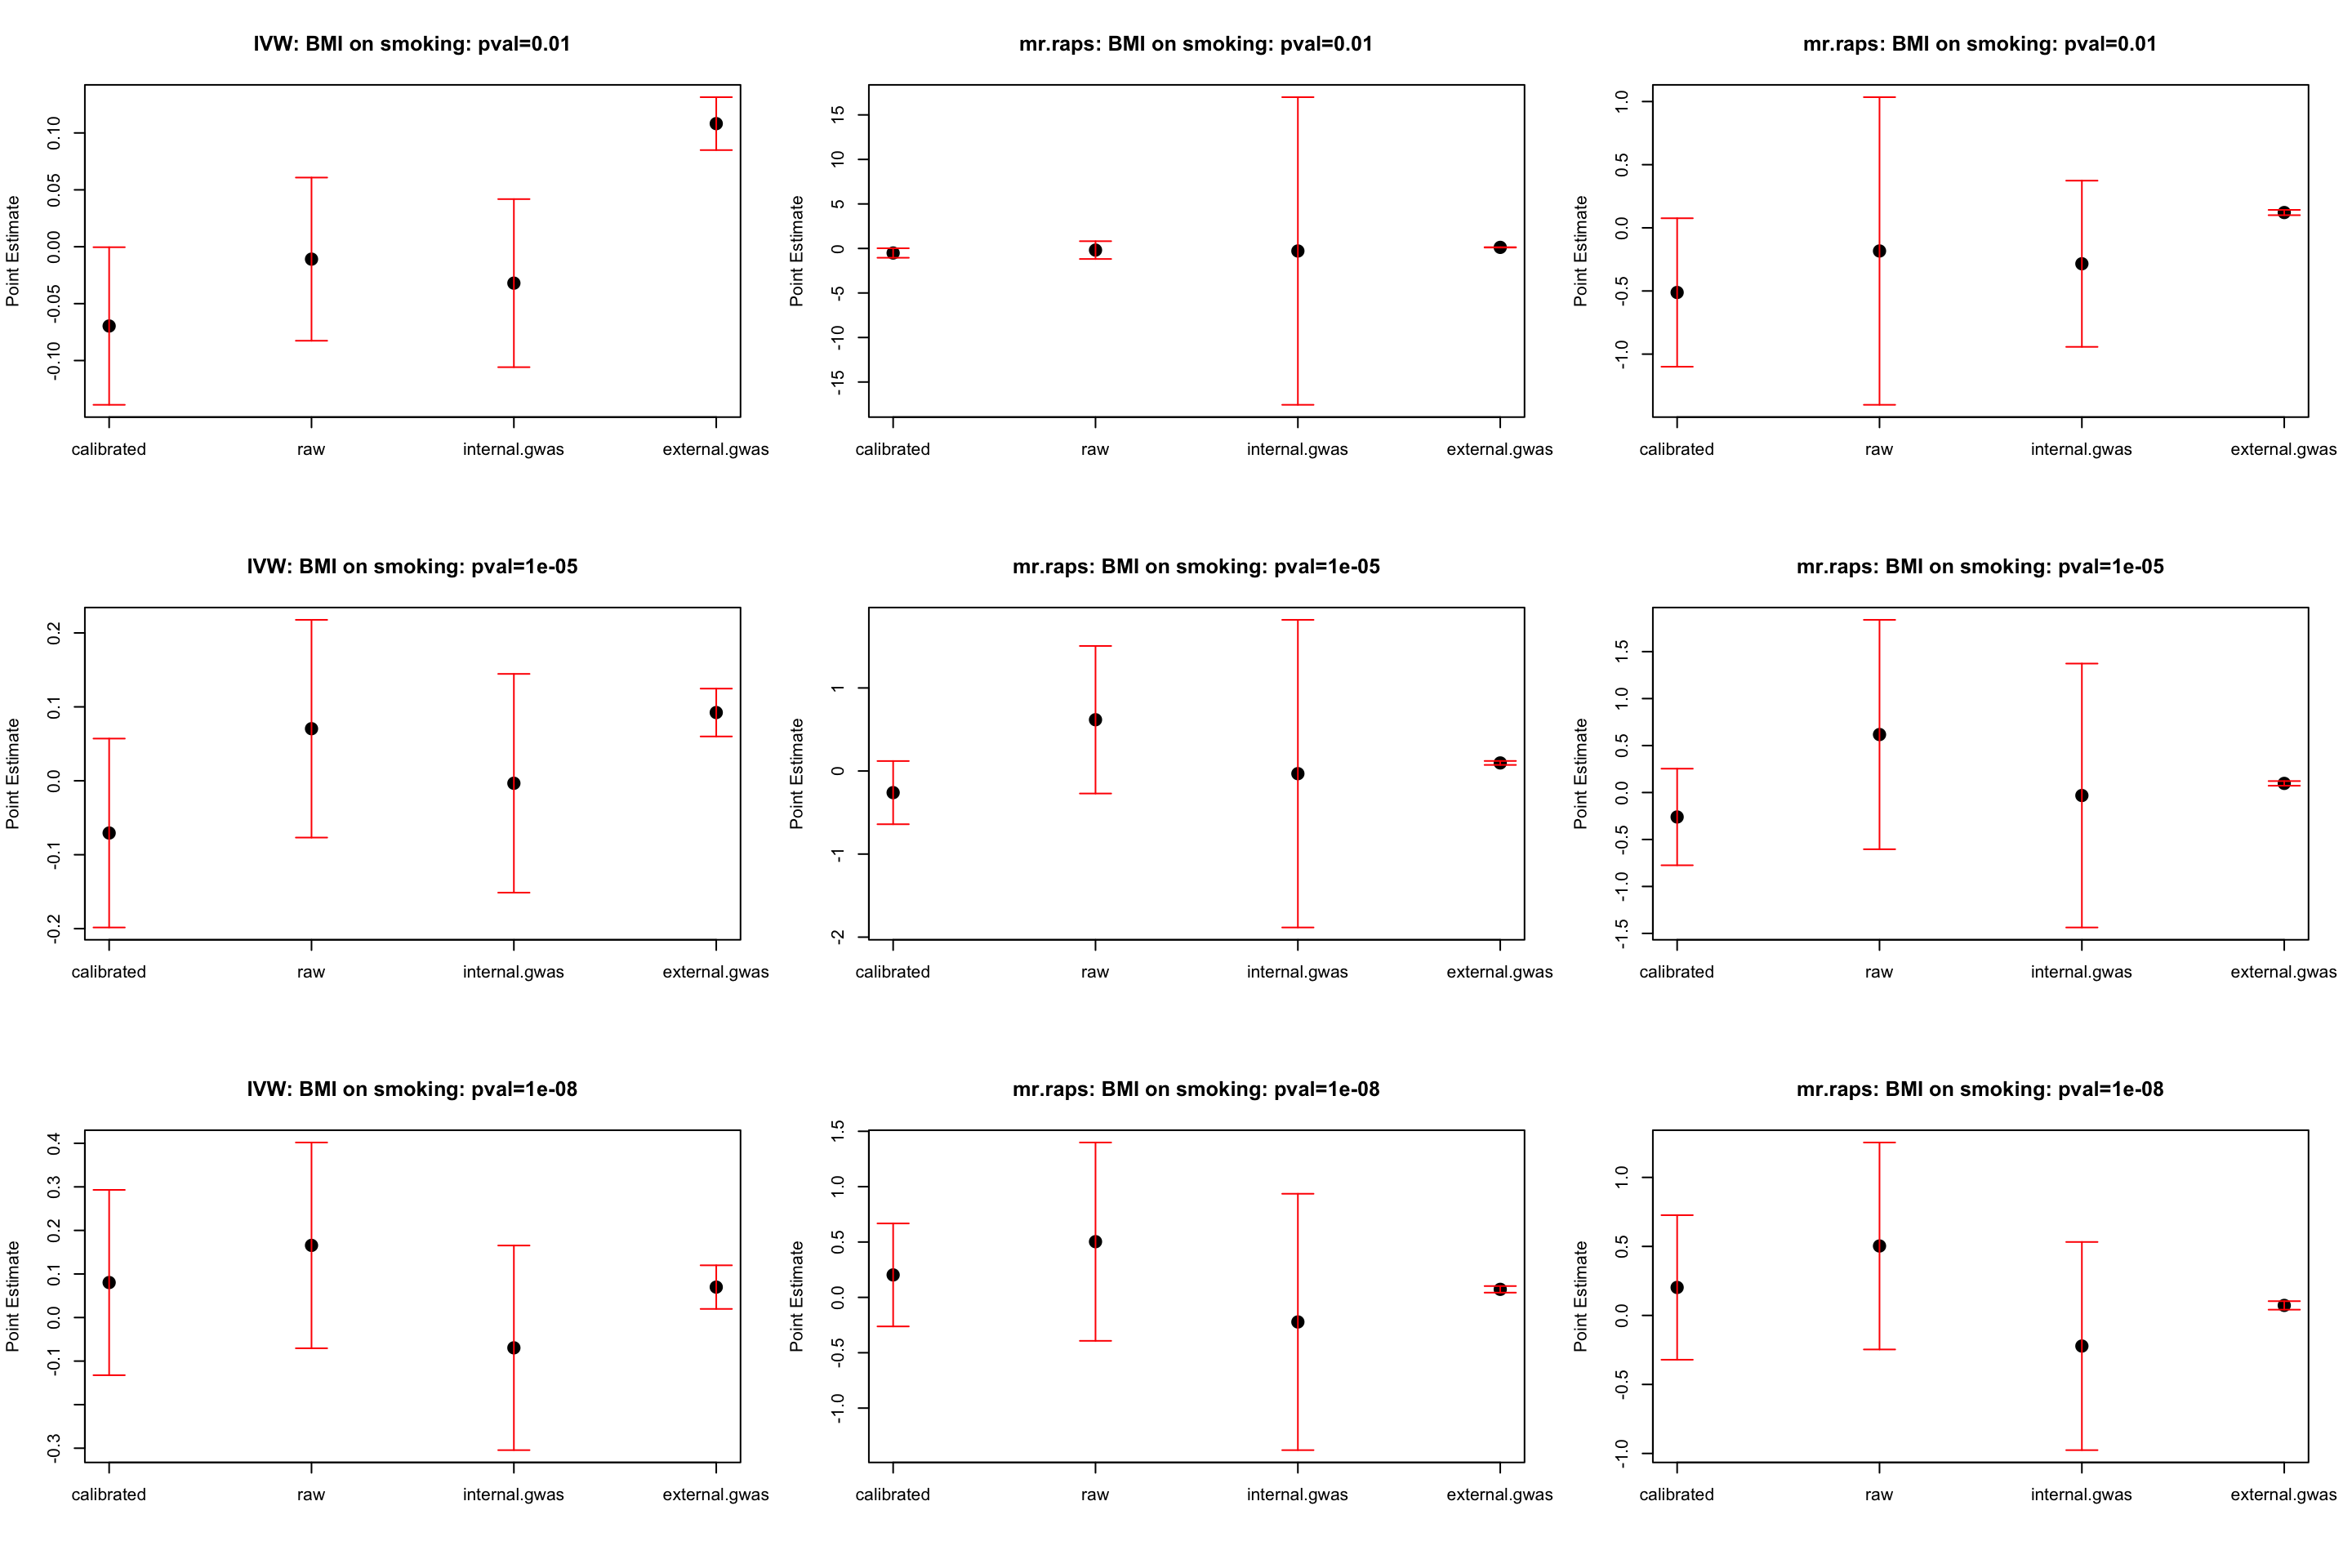 IVW: BMI on smoking: pval=0.01
Point Estimate
0.10
0.05
0.00
-0.05
-0.10
calibrated raw internal.gwas external.gwas
mr.raps: BMI on smoking: pval=0.01
Point Estimate
15
10
5
0
-5
-10
-15
calibrated raw internal.gwas external.gwas
mr.raps: BMI on smoking: pval=0.01
Point Estimate
1.0
0.5
0.0
-0.5
-1.0
calibrated raw internal.gwas external.gwas
IVW: BMI on smoking: pval=1e-05
Point Estimate
0.2
0.1
0.0
-0.1
-0.2
calibrated raw internal.gwas external.gwas
mr.raps: BMI on smoking: pval=1e-05
Point Estimate
1
0
-1
-2
calibrated raw internal.gwas external.gwas
mr.raps: BMI on smoking: pval=1e-05
Point Estimate
1.5
1.0
0.5
0.0
-0.5
-1.0
-1.5
calibrated raw internal.gwas external.gwas
IVW: BMI on smoking: pval=1e-08
Point Estimate
0.4
0.3
0.2
0.1
0.0
-0.1
-0.3
calibrated raw internal.gwas external.gwas
mr.raps: BMI on smoking: pval=1e-08
Point Estimate
1.5
1.0
0.5
0.0
-0.5
-1.0
calibrated raw internal.gwas external.gwas
mr.raps: BMI on smoking: pval=1e-08
Point Estimate
1.0
0.5
0.0
-0.5
-1.0
calibrated raw internal.gwas external.gwas